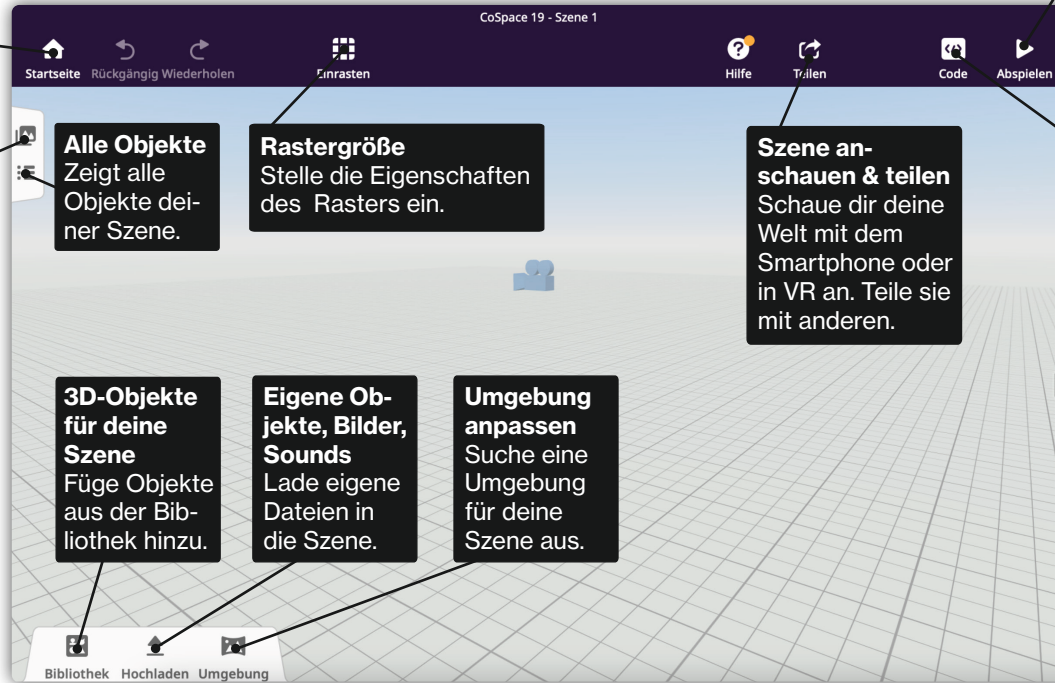 CoSpace 19 - Szene 1
Startseite Rückgängig Wiederholen Einrasten Hilfe Teilen Code Abspielen
Alle Objekte
Zeigt alle
Objekte dei-
ner Szene.
Rastergröße
Stelle die Eigenschaften
des Rasters ein.
Szene an-
schauen & teilen
Schaue dir deine
Welt mit dem
Smartphone oder
in VR an. Teile sie
mit anderen.
3D-Objekte
für deine
Szene
Füge Objekte
aus der Bib-
liothek hinzu.
Eigene Ob-
jekte, Bilder,
Sounds
Lade eigene
Dateien in
die Szene.
Umgebung
anpassen
Suche eine
Umgebung
für deine
Szene aus.
Bibliothek Hochladen Umgebung